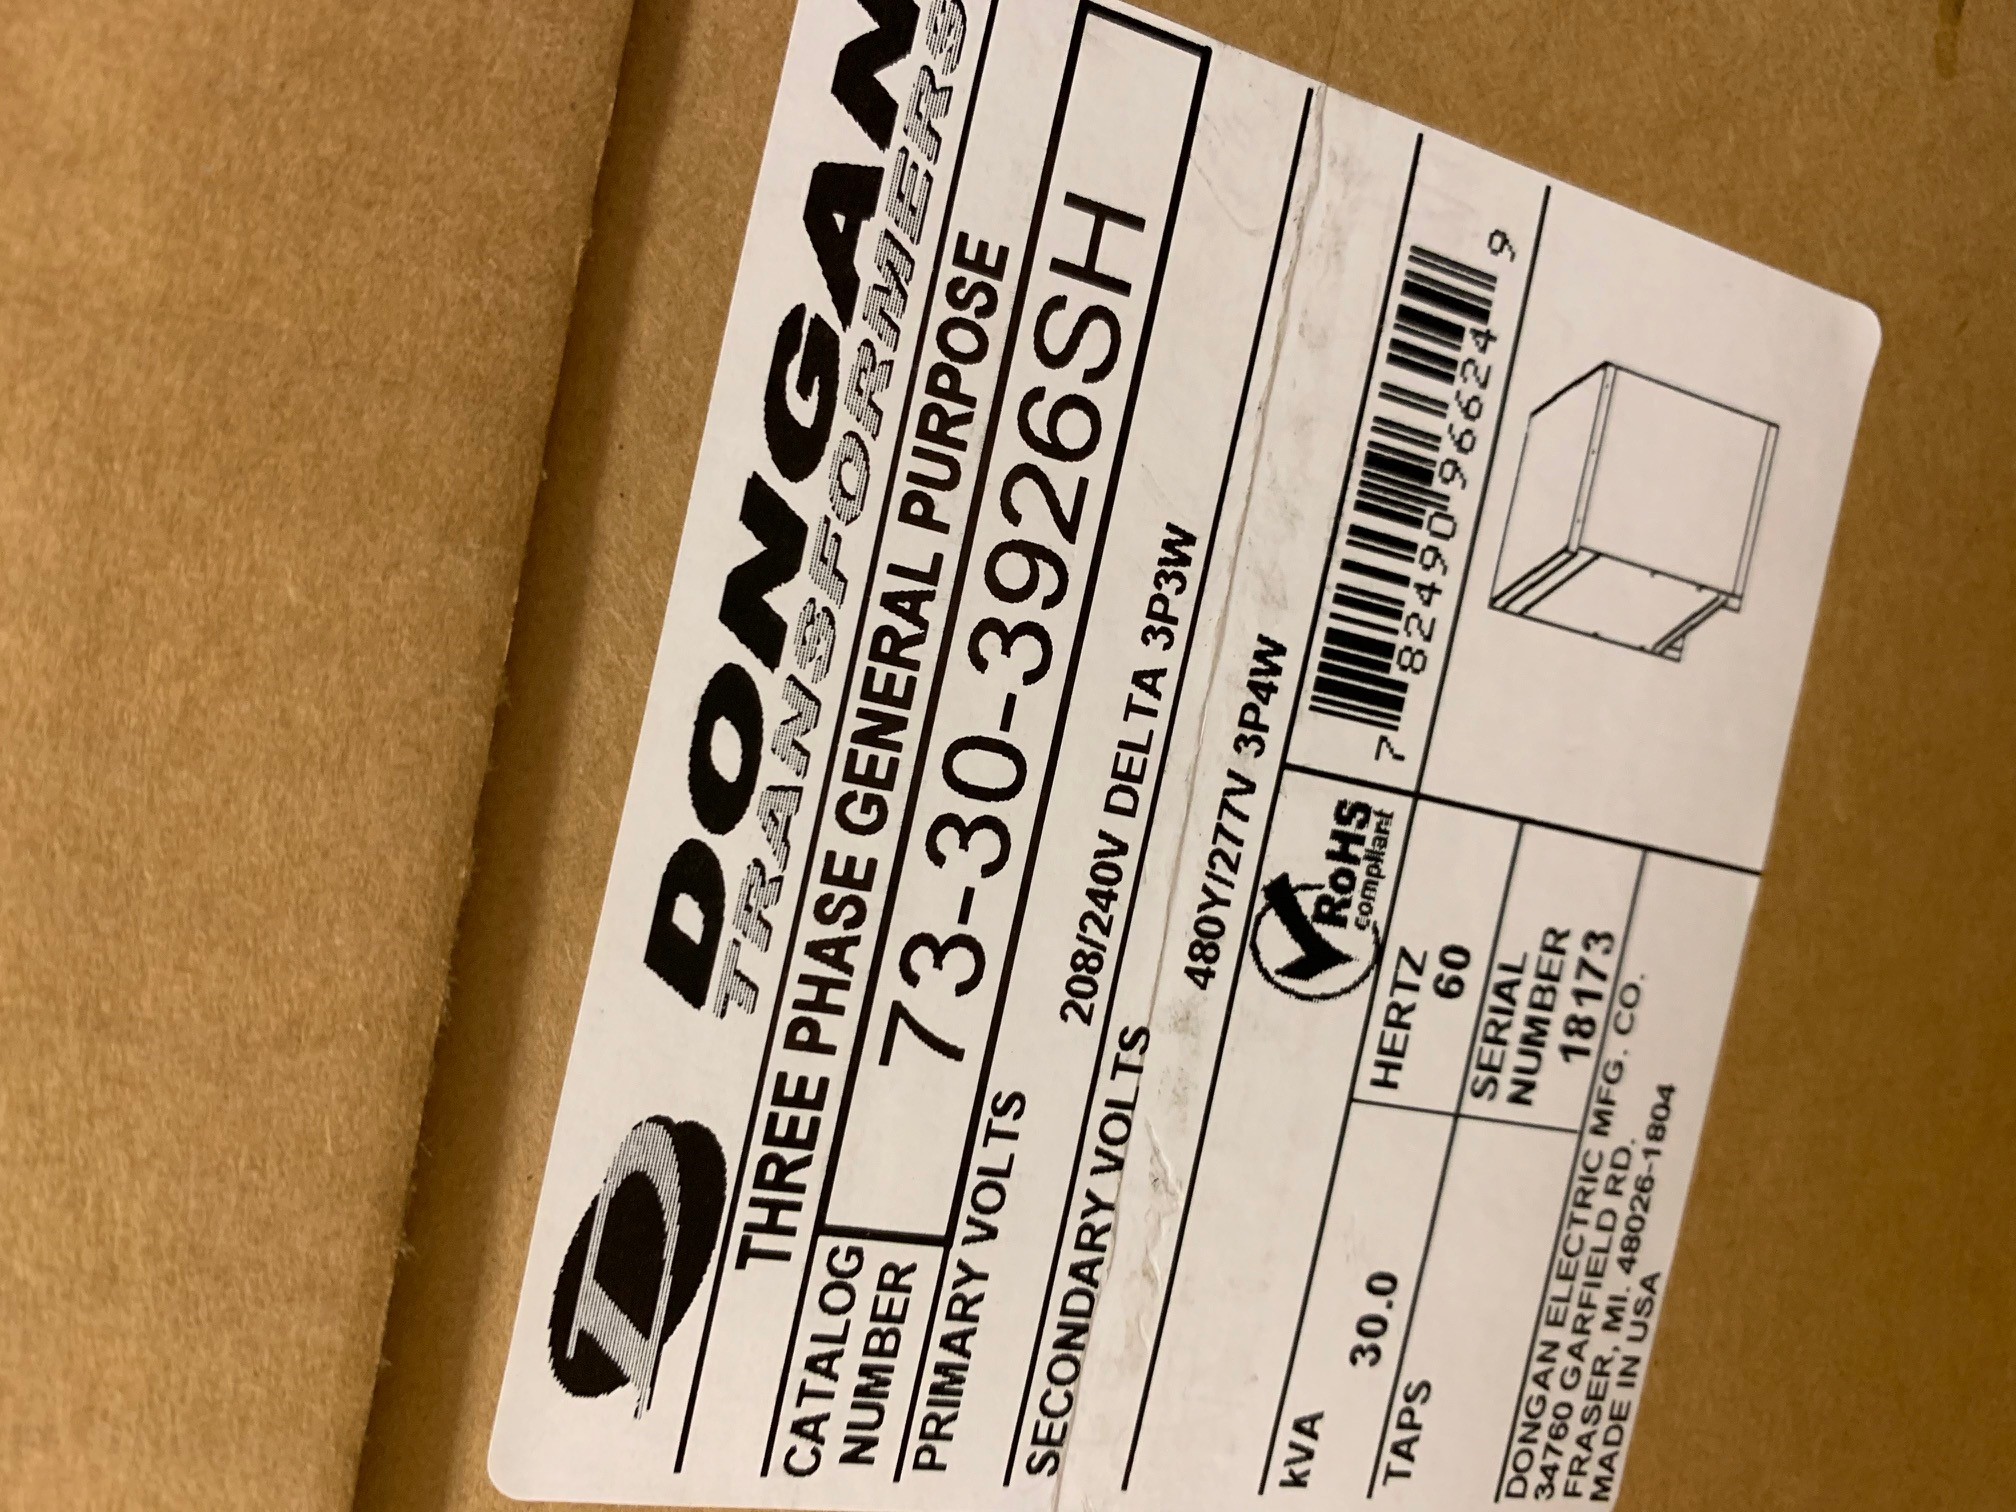 D DONGAN
TRANSFORMERS
THREE PHASE GENERAL PURPOSE
CATALOG
NUMBER
73-30-3926SH
PRIMARY VOLTS
208/240V DELTA 3P3W
SECONDARY VOLTS
480Y/277V 3P4W
kVA
30.0
RoHS
compliant
7 82490 96624 9
TAPS
HERTZ
60
SERIAL
NUMBER
18173
DONGAN ELECTRIC MFG. CO.
34760 GARFIELD RD.
FRASER, MI. 48026-1804
MADE IN USA